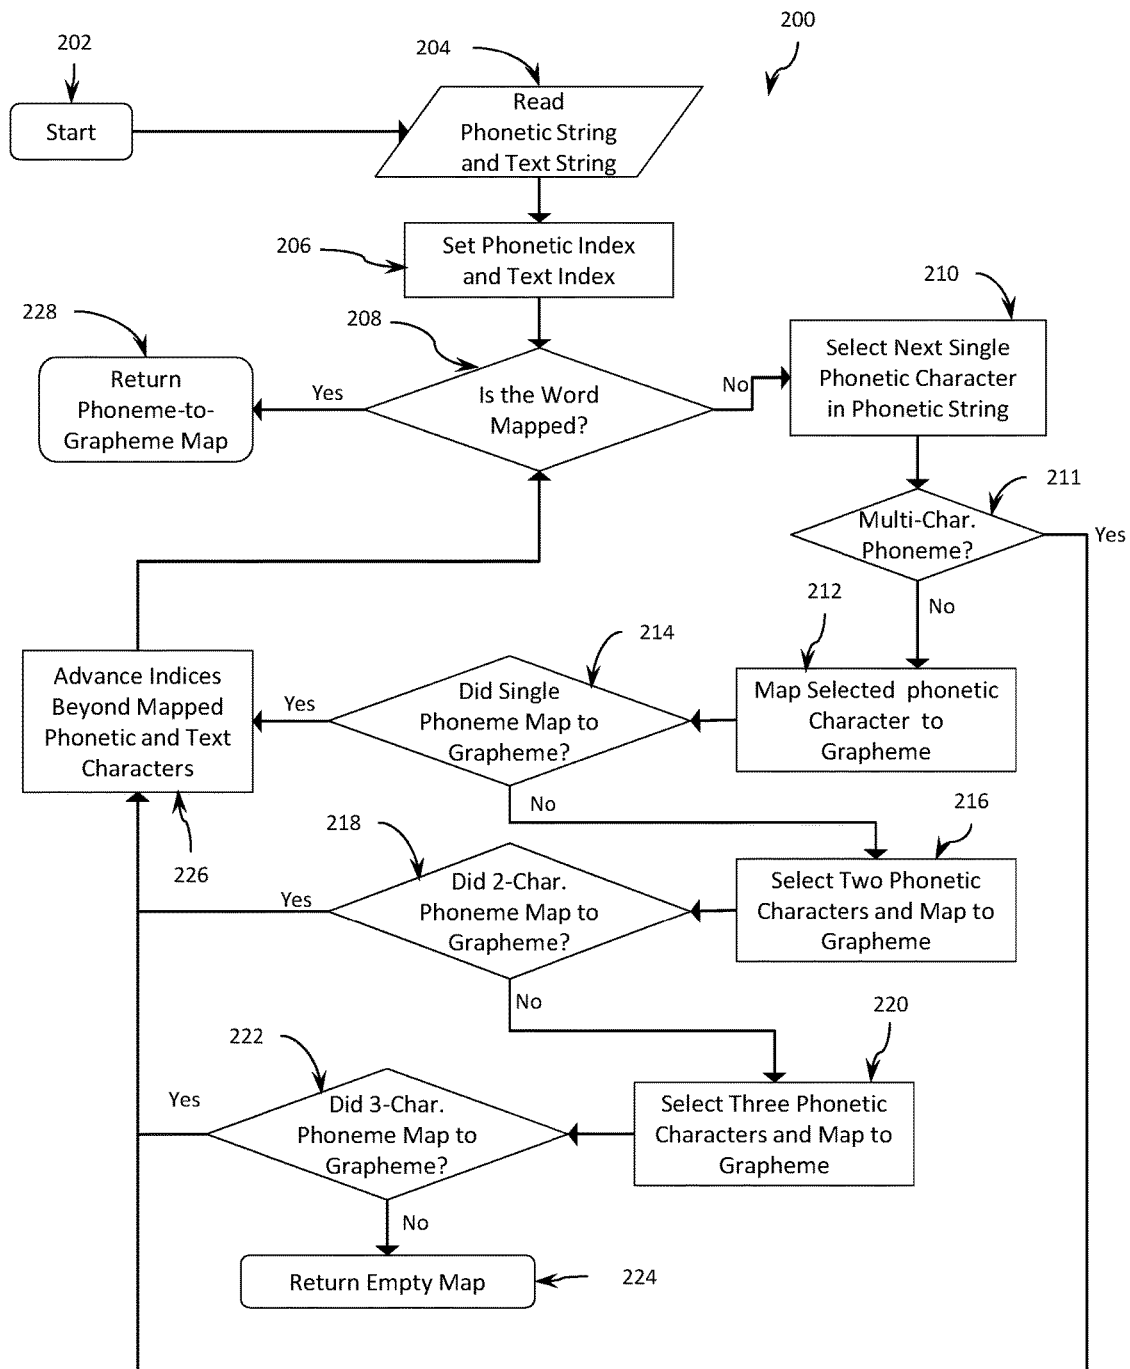 200
202
204
Start
Read
Phonetic String
and Text String
206
Set Phonetic Index
and Text Index
228
208
210
Return
Phoneme-to-
Grapheme Map
Yes
Is the Word
Mapped?
No
Select Next Single
Phonetic Character
in Phonetic String
211
Multi-Char.
Phoneme?
Yes
No
212
214
Advance Indices
Beyond Mapped
Phonetic and Text
Characters
Yes
Did Single
Phoneme Map to
Grapheme?
Map Selected phonetic
Character to
Grapheme
No
226
218
216
Yes
Did 2-Char.
Phoneme Map to
Grapheme?
Select Two Phonetic
Characters and Map to
Grapheme
No
220
222
Yes
Did 3-Char.
Phoneme Map to
Grapheme?
Select Three Phonetic
Characters and Map to
Grapheme
No
Return Empty Map
224